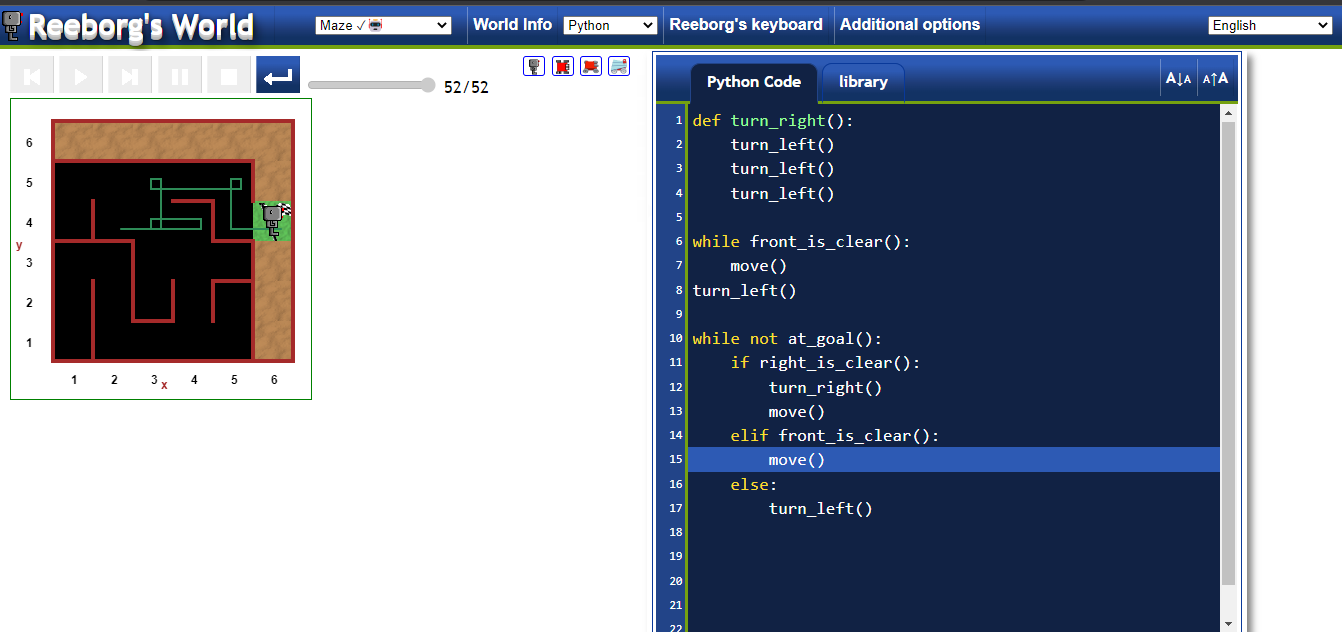 Reeborg's World
Maze ✓🤖
World Info
Python
Reeborg's keyboard
Additional options
English
52/52
Python Code
library
A↓A
A↑A
6
5
4
y
3
2
1
1 2 3 x 4 5 6
1 def turn_right():
2     turn_left()
3     turn_left()
4     turn_left()
5
6 while front_is_clear():
7     move()
8 turn_left()
9
10 while not at_goal():
11     if right_is_clear():
12         turn_right()
13         move()
14     elif front_is_clear():
15         move()
16     else:
17         turn_left()
18
19
20
21
22